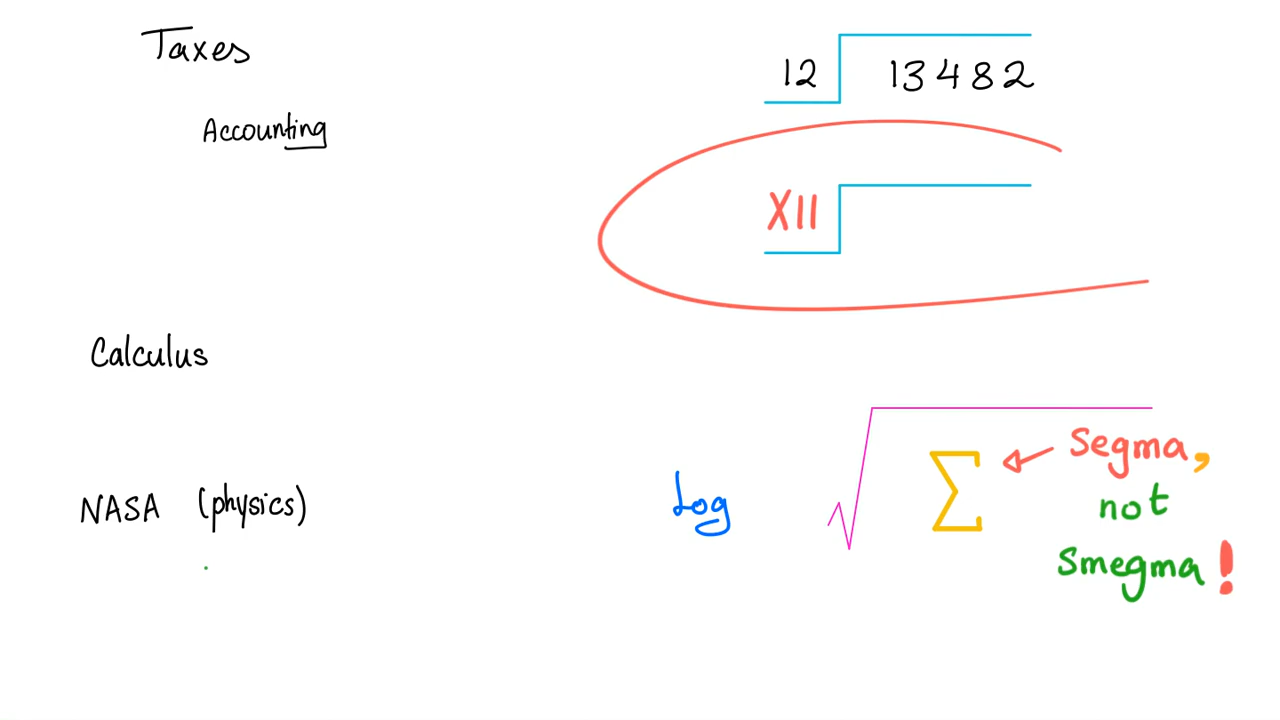 Taxes
12 13482
Accounting
XII
Calculus
Segma,
NASA (physics)
Log
Σ
not
Smegma!